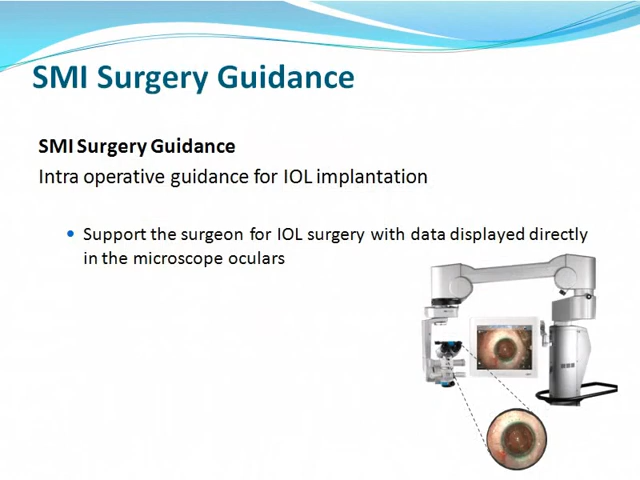 SMI Surgery Guidance
SMI Surgery Guidance
Intra operative guidance for IOL implantation
Support the surgeon for IOL surgery with data displayed directly
in the microscope oculars